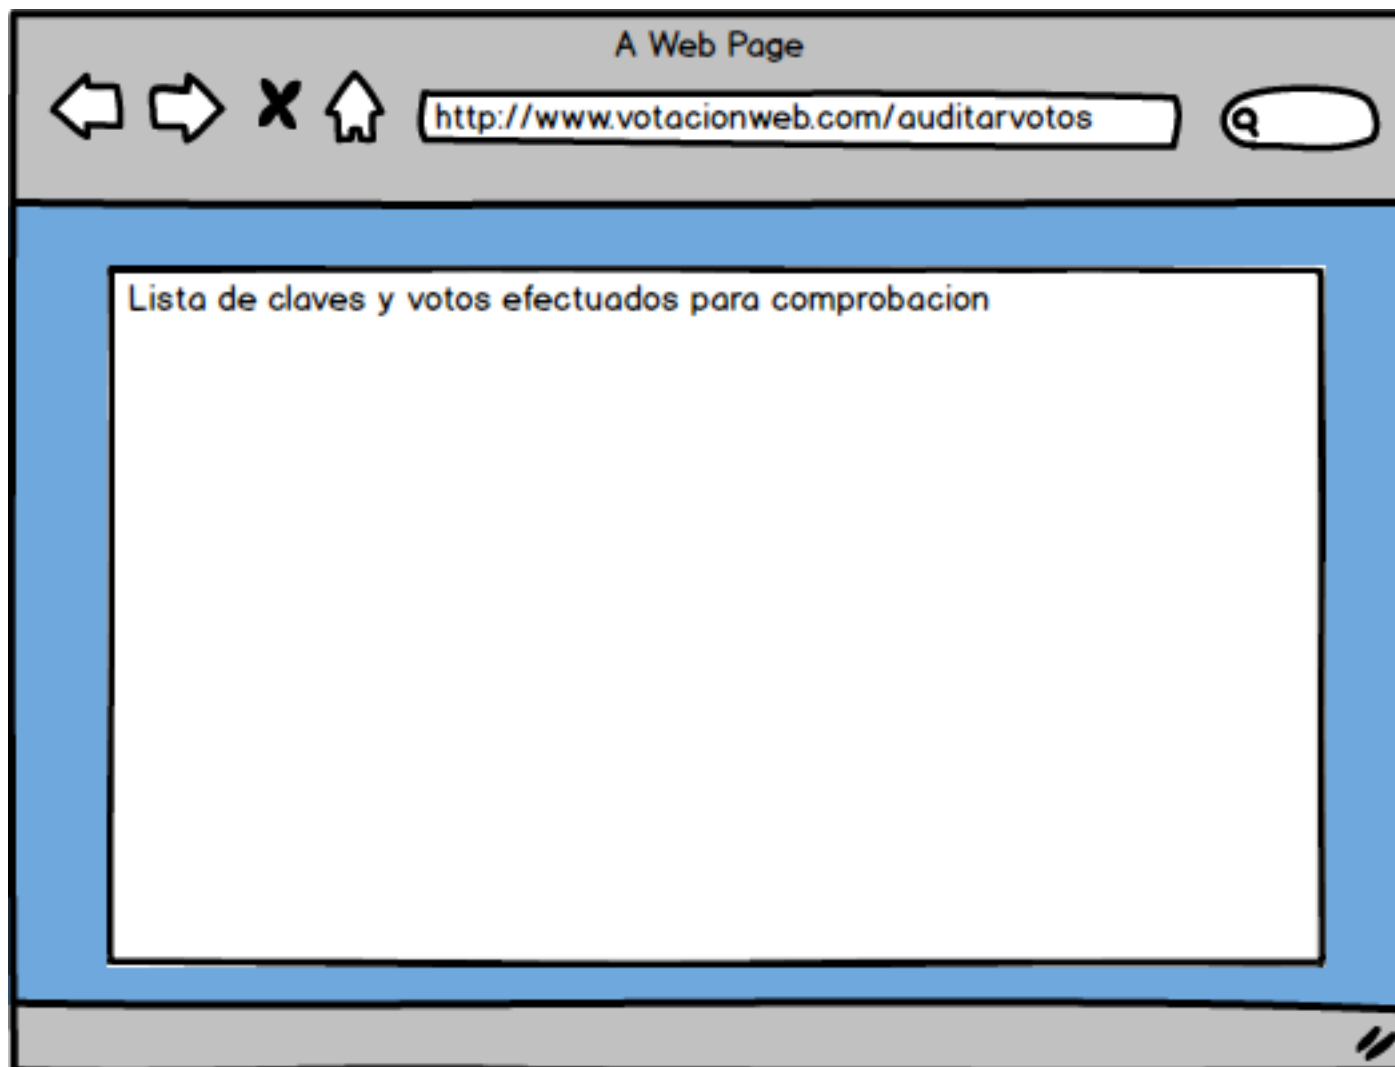 A Web Page
http://www.votacionweb.com/auditarvotos
Lista de claves y votos efectuados para comprobacion